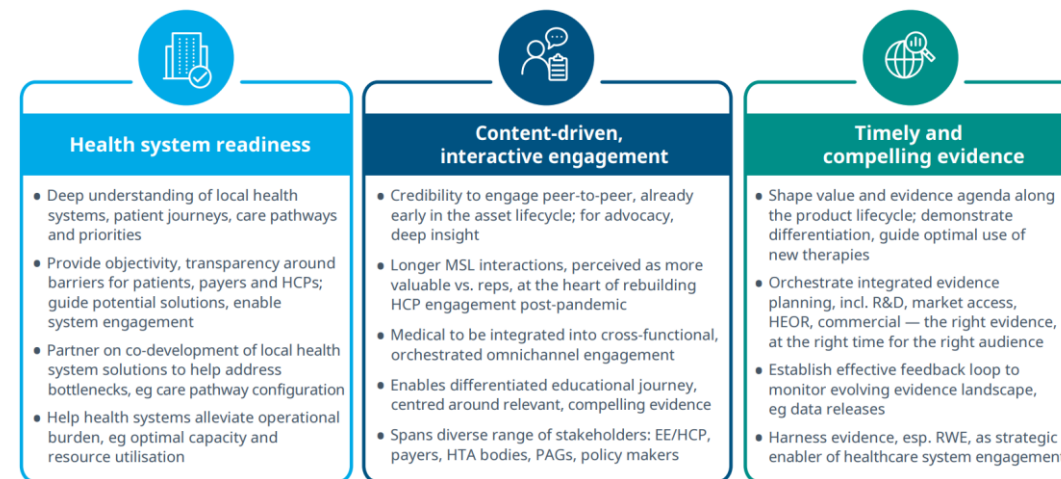 Health system readiness
• Deep understanding of local health
systems, patient journeys, care pathways
and priorities
• Provide objectivity, transparency around
barriers for patients, payers and HCPs;
guide potential solutions, enable
system engagement
• Partner on co-development of local health
system solutions to help address
bottlenecks, eg care pathway configuration
• Help health systems alleviate operational
burden, eg optimal capacity and
resource utilisation
Content-driven,
interactive engagement
• Credibility to engage peer-to-peer, already
early in the asset lifecycle; for advocacy,
deep insight
• Longer MSL interactions, perceived as more
valuable vs. reps, at the heart of rebuilding
HCP engagement post-pandemic
• Medical to be integrated into cross-functional,
orchestrated omnichannel engagement
• Enables differentiated educational journey,
centred around relevant, compelling evidence
• Spans diverse range of stakeholders: EE/HCP,
payers, HTA bodies, PAGs, policy makers
Timely and
compelling evidence
• Shape value and evidence agenda along
the product lifecycle; demonstrate
differentiation, guide optimal use of
new therapies
• Orchestrate integrated evidence
planning, incl. R&D, market access,
HEOR, commercial — the right evidence,
at the right time for the right audience
• Establish effective feedback loop to
monitor evolving evidence landscape,
eg data releases
• Harness evidence, esp. RWE, as strategic
enabler of healthcare system engagement